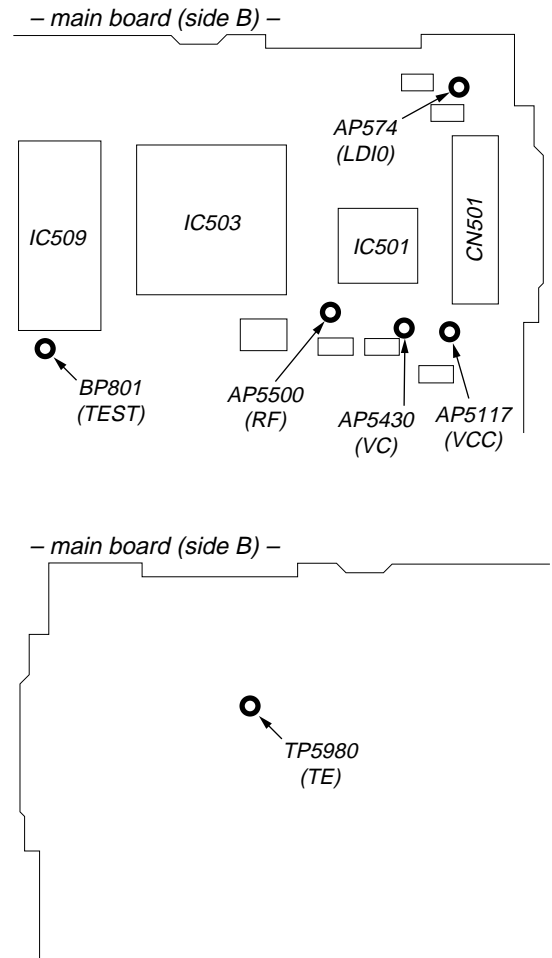 – main board (side B) –
AP574
(LDI0)
IC509
IC503
IC501
CN501
BP801
(TEST)
AP5500
(RF)
AP5430
(VC)
AP5117
(VCC)
– main board (side B) –
TP5980
(TE)